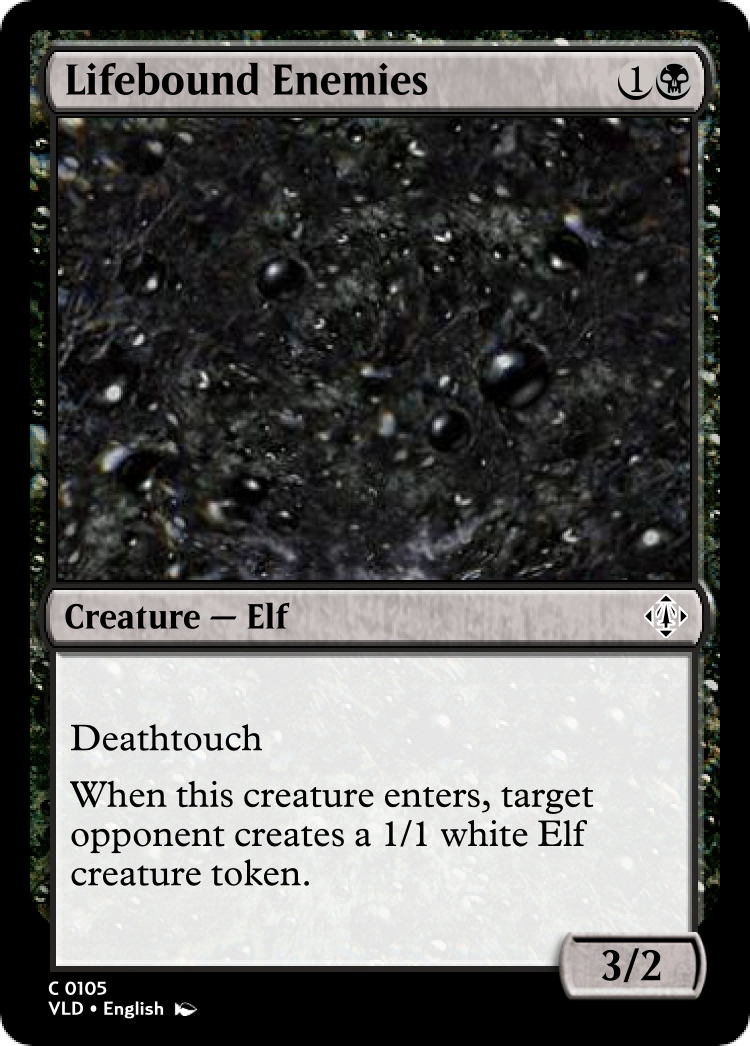 Lifebound Enemies 1
Creature — Elf
Deathtouch
When this creature enters, target
opponent creates a 1/1 white Elf
creature token.
3/2
C 0105
VLD • English